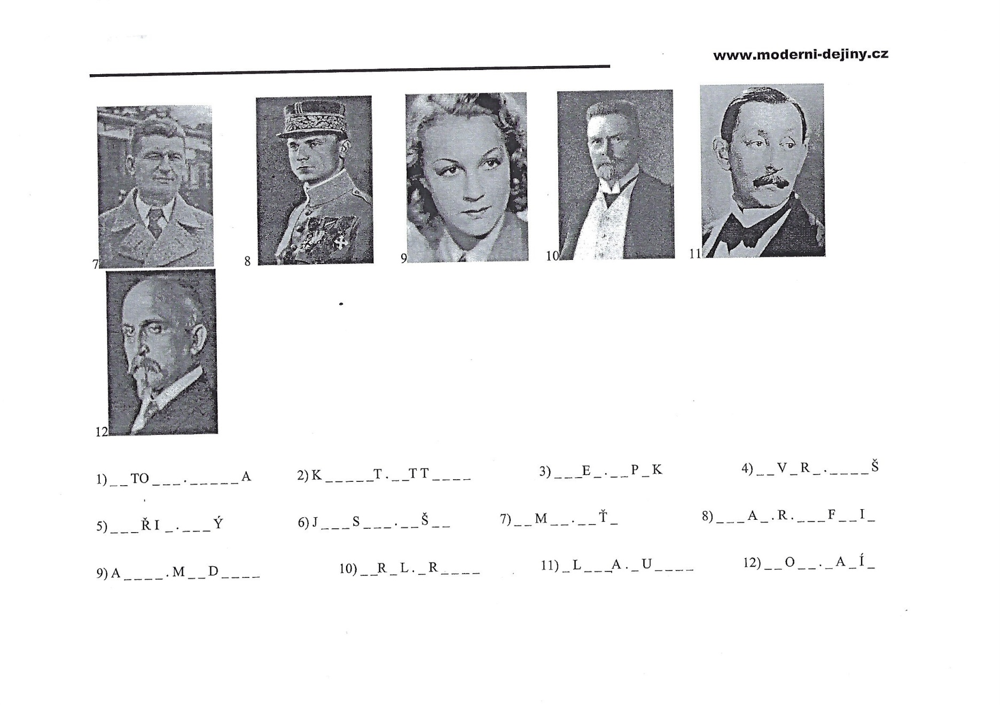 www.moderni-dejiny.cz
7 8 9 10 11
12
1)__TO___._____A 2)K_____T.__TT____ 3)___E_.__P_K 4)__V_R_.____Š
5)___ŘI_.___Ý 6)J___S___.__Š__ 7)__M__.__Ť_ 8)___A_.R.___F__I_
9)A____.M__D____ 10)__R_L._R____ 11)_L___A._U____ 12)__O__._A_Í_